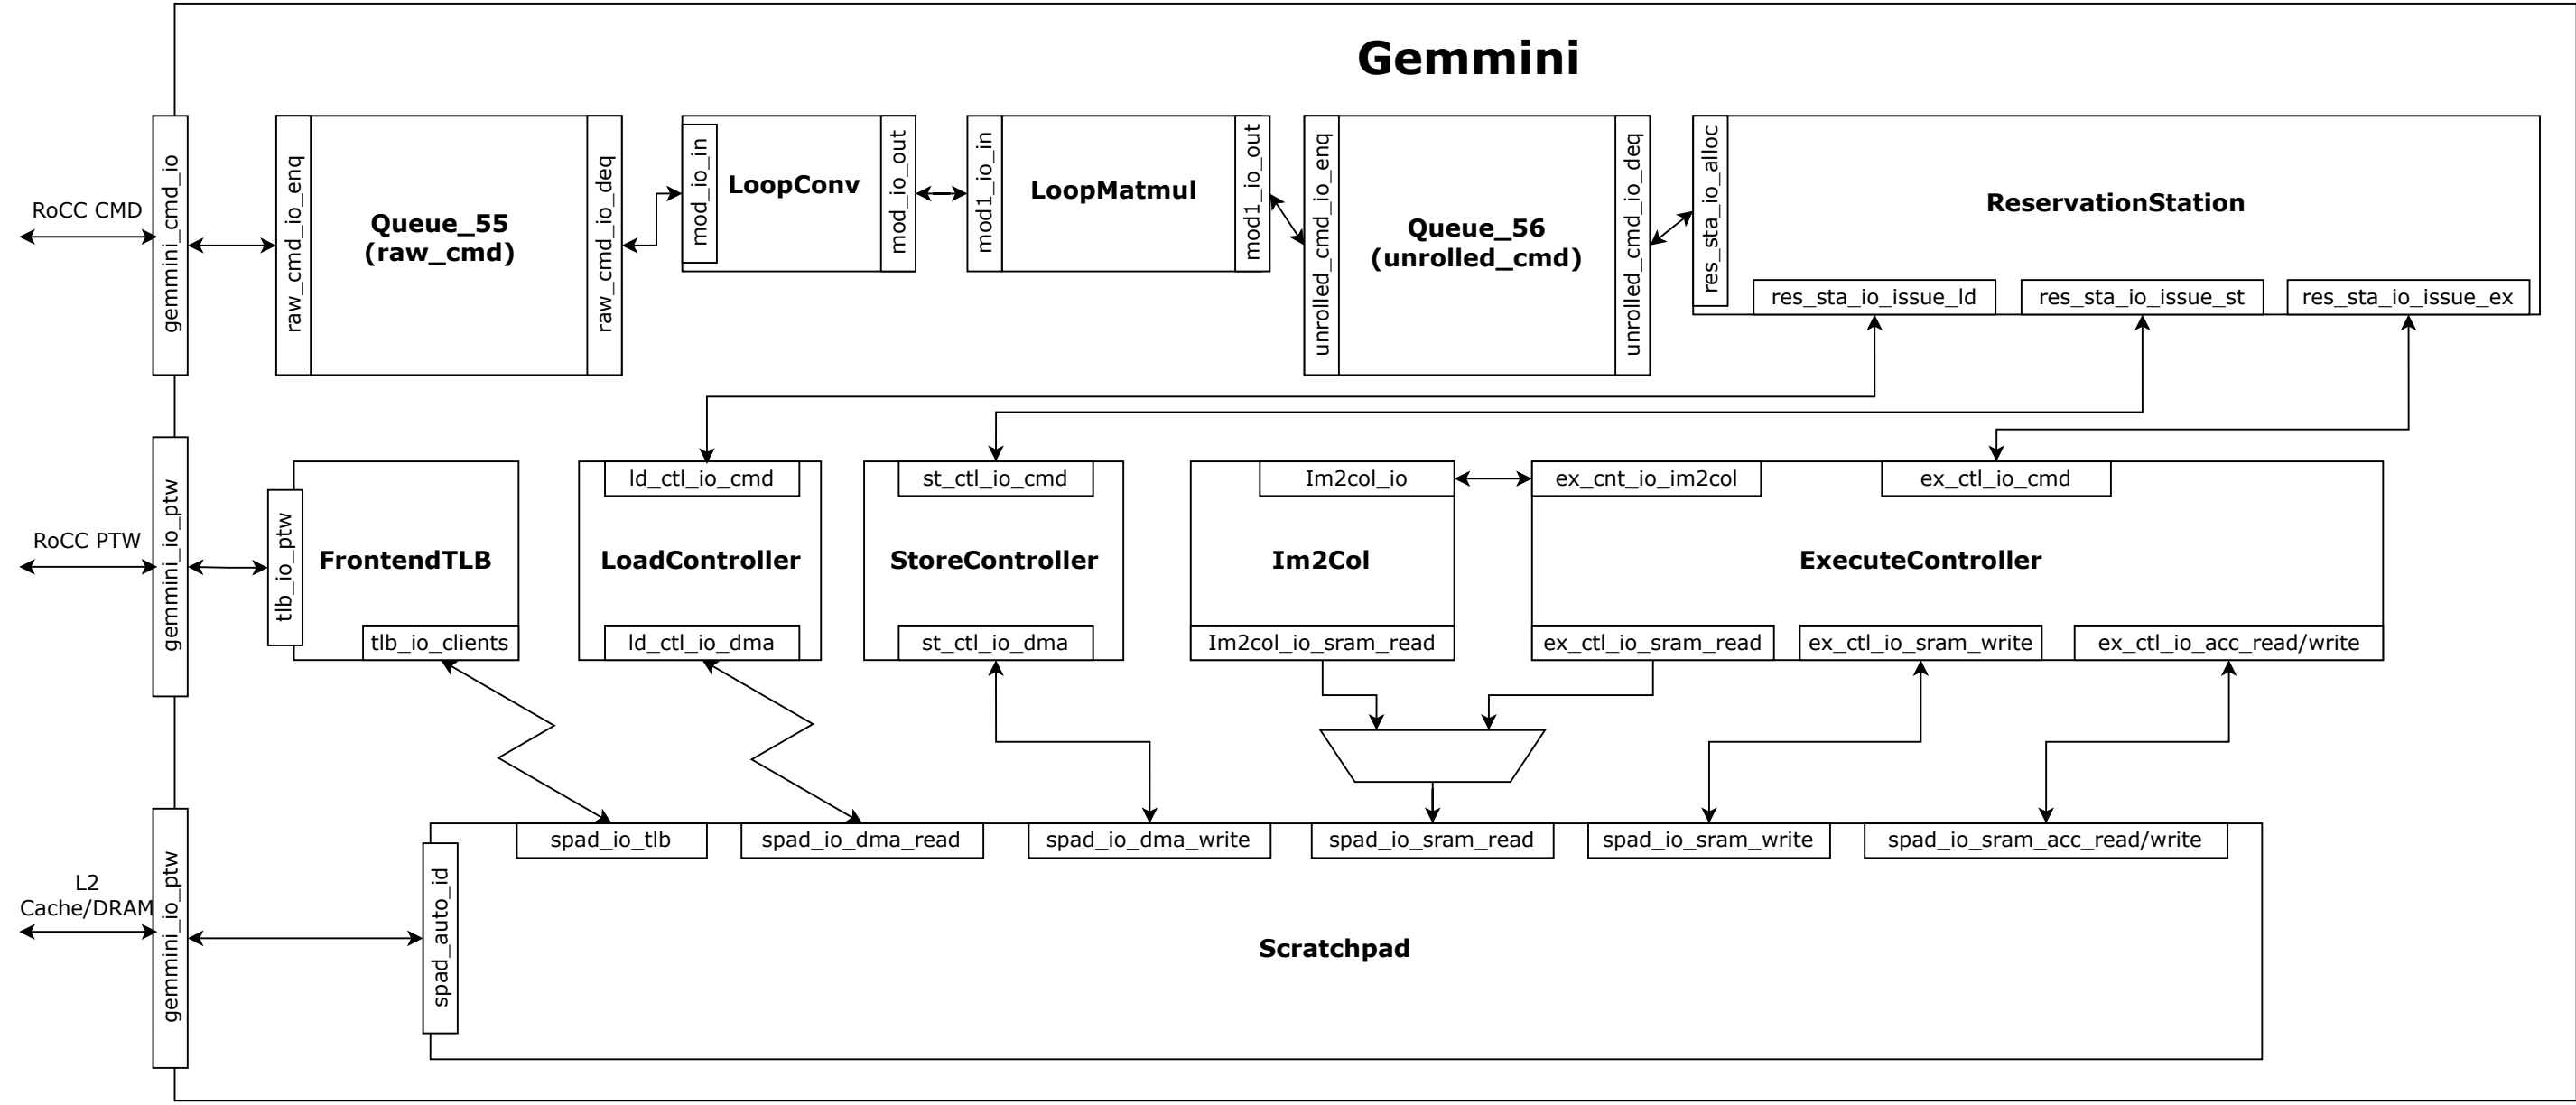 Gemmini
RoCC CMD
gemmini_cmd_io
raw_cmd_io_enq
Queue_55
(raw_cmd)
raw_cmd_io_deq
mod_io_in
LoopConv
mod_io_out
mod1_io_in
LoopMatmul
mod1_io_out
unrolled_cmd_io_enq
Queue_56
(unrolled_cmd)
unrolled_cmd_io_deq
res_sta_io_alloc
ReservationStation
res_sta_io_issue_ld
res_sta_io_issue_st
res_sta_io_issue_ex
RoCC PTW
gemmini_io_ptw
tlb_io_ptw
FrontendTLB
tlb_io_clients
ld_ctl_io_cmd
LoadController
ld_ctl_io_dma
st_ctl_io_cmd
StoreController
st_ctl_io_dma
Im2col_io
Im2Col
Im2col_io_sram_read
ex_cnt_io_im2col
ex_ctl_io_cmd
ExecuteController
ex_ctl_io_sram_read
ex_ctl_io_sram_write
ex_ctl_io_acc_read/write
L2
Cache/DRAM
gemmini_io_ptw
spad_auto_id
spad_io_tlb
spad_io_dma_read
spad_io_dma_write
spad_io_sram_read
spad_io_sram_write
spad_io_sram_acc_read/write
Scratchpad